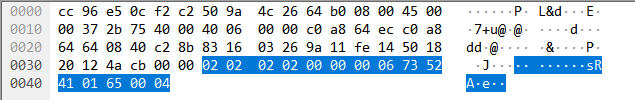 0000 cc 96 e5 0c f2 c2 50 9a 4c 26 64 b0 08 00 45 00 ······P· L&d···E·
0010 00 37 2b 75 40 00 40 06 00 00 c0 a8 64 ec c0 a8 ·7+u@·@· ····d···
0020 64 64 08 40 c2 8b 83 16 03 26 9a 11 fe 14 50 18 dd·@···· ·&····P·
0030 20 12 4a cb 00 00 02 02 02 02 00 00 00 06 73 52 ·J····· ······sR
0040 41 01 65 00 04 A·e··